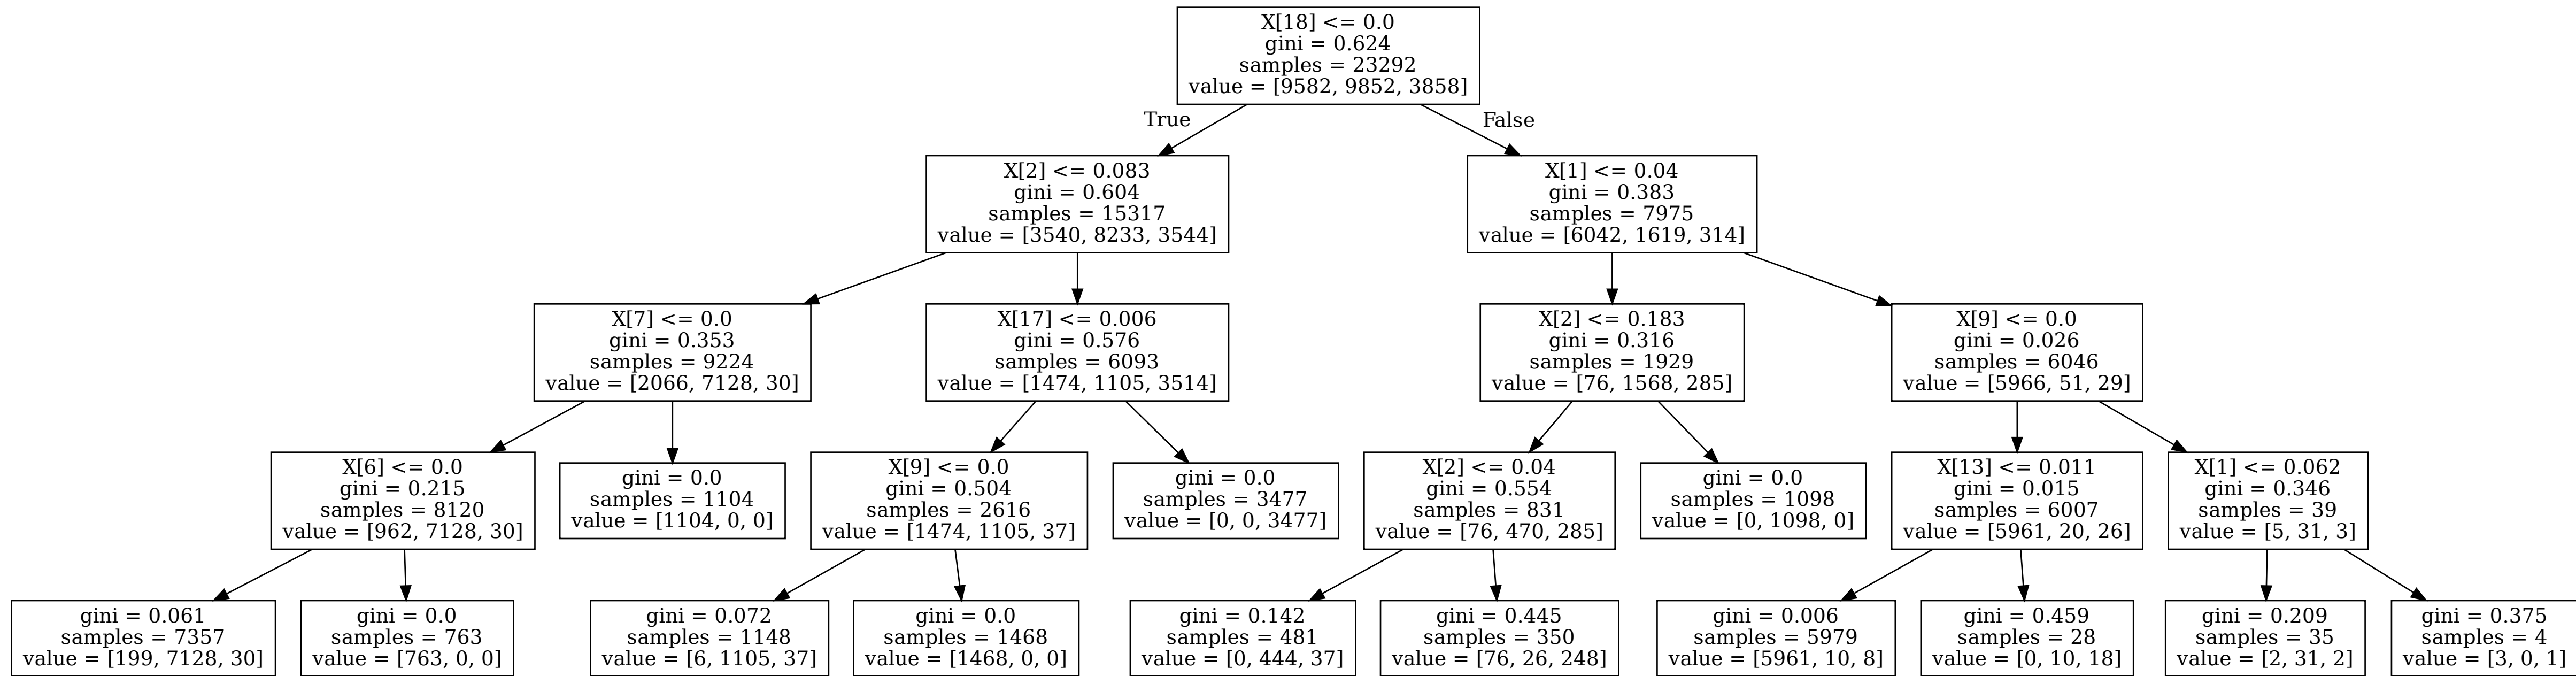 X[18] <= 0.0
gini = 0.624
samples = 23292
value = [9582, 9852, 3858]
True
False
X[2] <= 0.083
gini = 0.604
samples = 15317
value = [3540, 8233, 3544]
X[1] <= 0.04
gini = 0.383
samples = 7975
value = [6042, 1619, 314]
X[7] <= 0.0
gini = 0.353
samples = 9224
value = [2066, 7128, 30]
X[17] <= 0.006
gini = 0.576
samples = 6093
value = [1474, 1105, 3514]
X[2] <= 0.183
gini = 0.316
samples = 1929
value = [76, 1568, 285]
X[9] <= 0.0
gini = 0.026
samples = 6046
value = [5966, 51, 29]
X[6] <= 0.0
gini = 0.215
samples = 8120
value = [962, 7128, 30]
gini = 0.0
samples = 1104
value = [1104, 0, 0]
X[9] <= 0.0
gini = 0.504
samples = 2616
value = [1474, 1105, 37]
gini = 0.0
samples = 3477
value = [0, 0, 3477]
X[2] <= 0.04
gini = 0.554
samples = 831
value = [76, 470, 285]
gini = 0.0
samples = 1098
value = [0, 1098, 0]
X[13] <= 0.011
gini = 0.015
samples = 6007
value = [5961, 20, 26]
X[1] <= 0.062
gini = 0.346
samples = 39
value = [5, 31, 3]
gini = 0.061
samples = 7357
value = [199, 7128, 30]
gini = 0.0
samples = 763
value = [763, 0, 0]
gini = 0.072
samples = 1148
value = [6, 1105, 37]
gini = 0.0
samples = 1468
value = [1468, 0, 0]
gini = 0.142
samples = 481
value = [0, 444, 37]
gini = 0.445
samples = 350
value = [76, 26, 248]
gini = 0.006
samples = 5979
value = [5961, 10, 8]
gini = 0.459
samples = 28
value = [0, 10, 18]
gini = 0.209
samples = 35
value = [2, 31, 2]
gini = 0.375
samples = 4
value = [3, 0, 1]